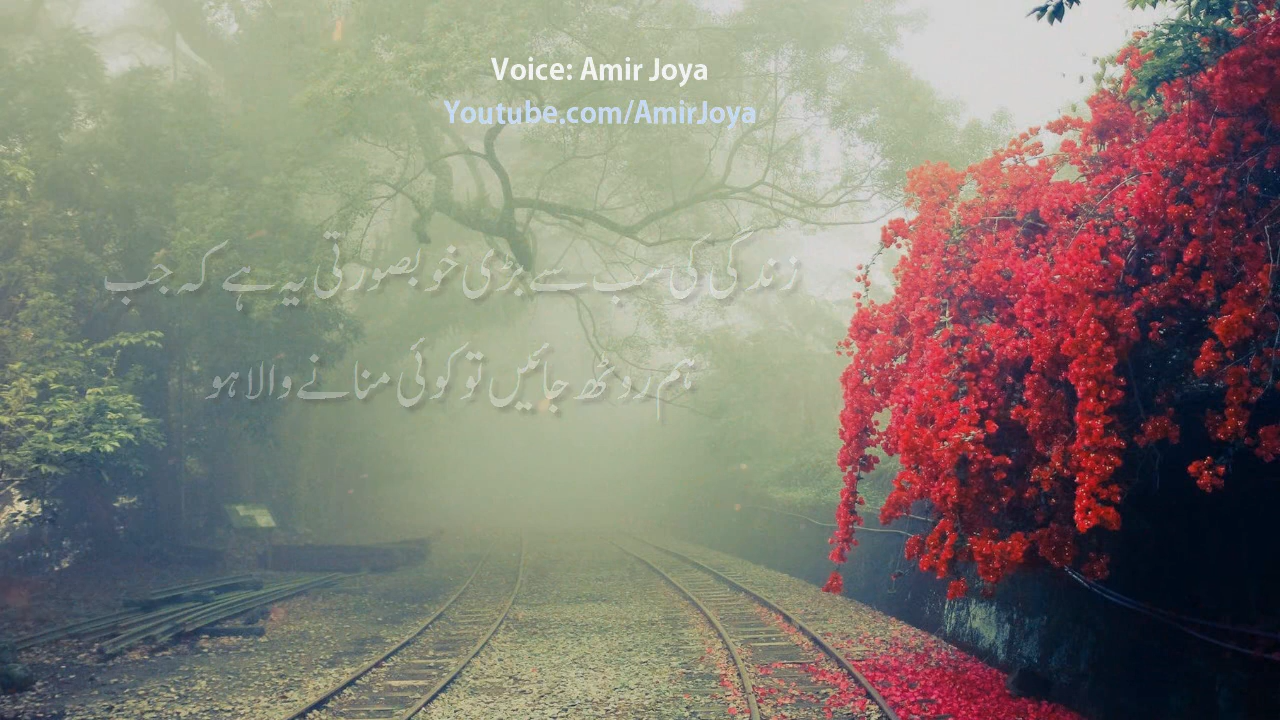 Voice: Amir Joya
Youtube.com/AmirJoya
زندگی کی سب سے بڑی خوبصورتی یہ ہے کہ جب
ہم روٹھ جائیں تو کوئی منانے والا ہو